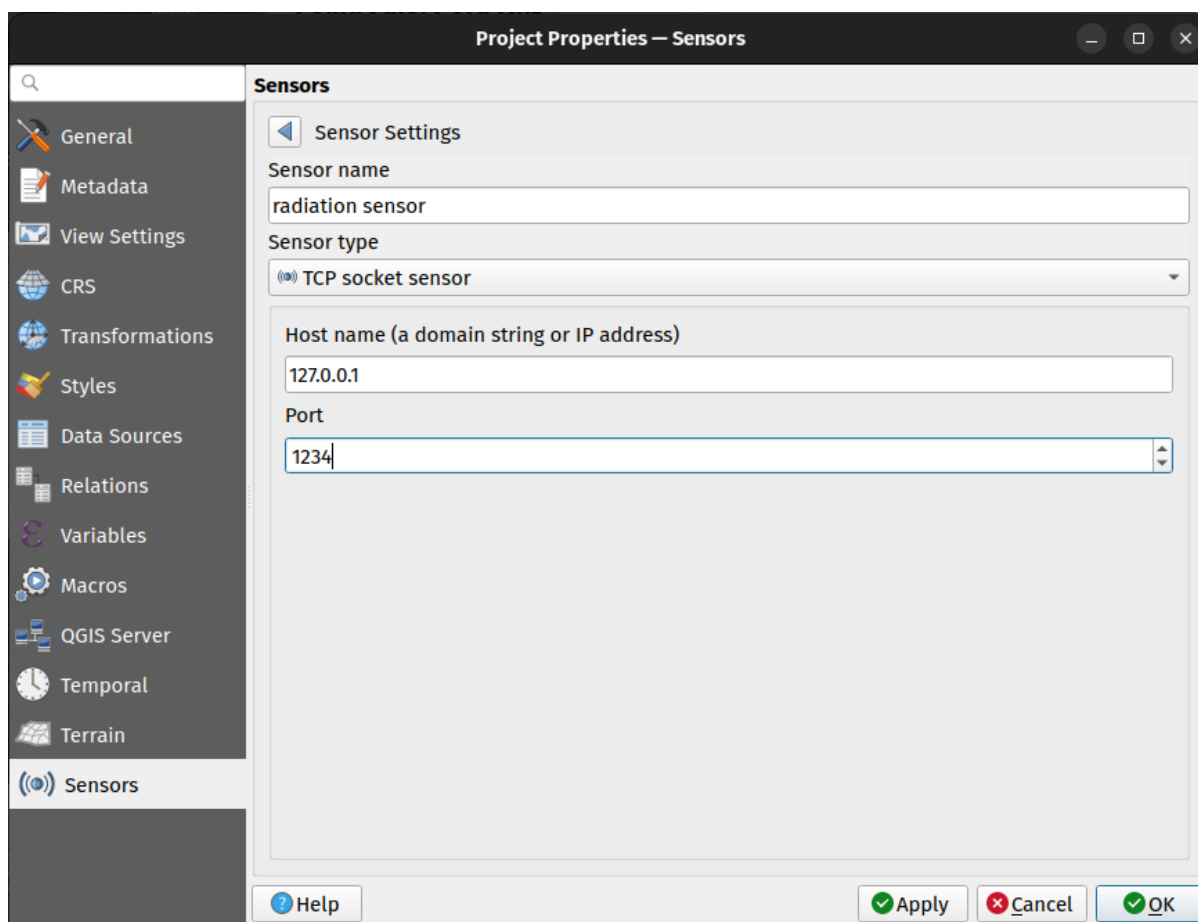 Project Properties — Sensors
General
Metadata
View Settings
CRS
Transformations
Styles
Data Sources
Relations
Variables
Macros
QGIS Server
Temporal
Terrain
Sensors
Sensors
Sensor Settings
Sensor name
radiation sensor
Sensor type
TCP socket sensor
Host name (a domain string or IP address)
127.0.0.1
Port
1234
Help
Apply
Cancel
OK